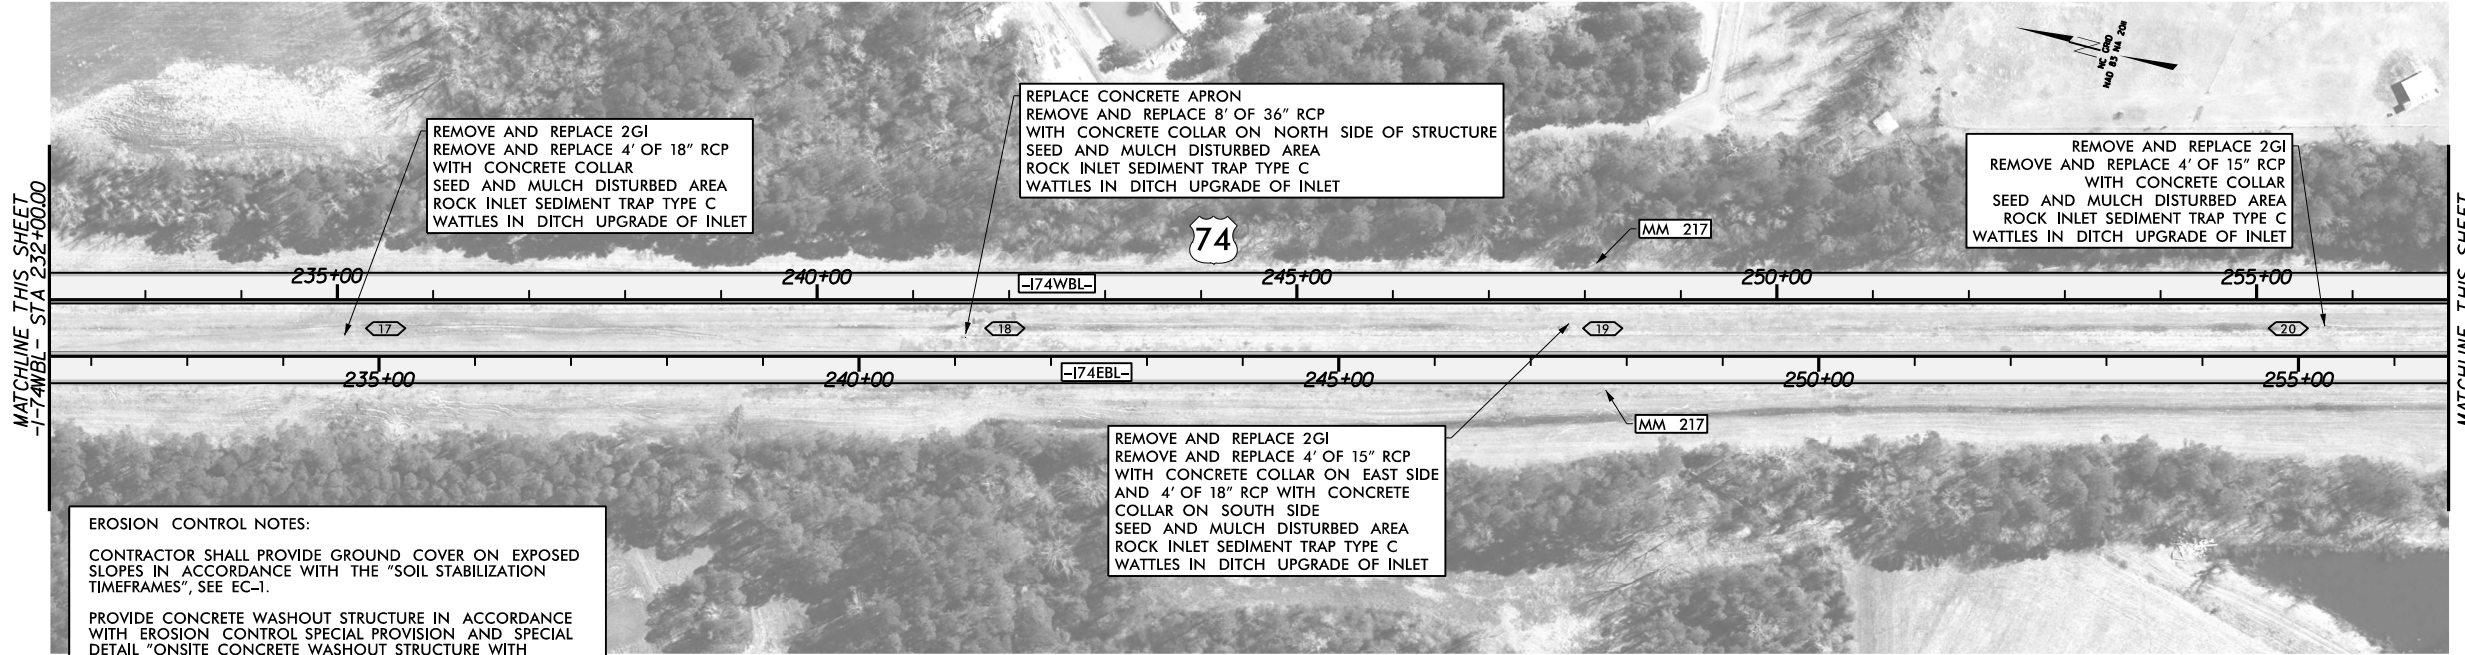 NC GRID
NAD 83 NA 2011
REPLACE CONCRETE APRON
REMOVE AND REPLACE 8' OF 36" RCP
WITH CONCRETE COLLAR ON NORTH SIDE OF STRUCTURE
SEED AND MULCH DISTURBED AREA
ROCK INLET SEDIMENT TRAP TYPE C
WATTLES IN DITCH UPGRADE OF INLET
REMOVE AND REPLACE 2GI
REMOVE AND REPLACE 4' OF 18" RCP
WITH CONCRETE COLLAR
SEED AND MULCH DISTURBED AREA
ROCK INLET SEDIMENT TRAP TYPE C
WATTLES IN DITCH UPGRADE OF INLET
REMOVE AND REPLACE 2GI
REMOVE AND REPLACE 4' OF 15" RCP
WITH CONCRETE COLLAR
SEED AND MULCH DISTURBED AREA
ROCK INLET SEDIMENT TRAP TYPE C
WATTLES IN DITCH UPGRADE OF INLET
MATCHLINE THIS SHEET
-I-74WBL- STA 232+00.00
74
MM 217
235+00
240+00
-I74WBL-
245+00
250+00
255+00
17
18
19
20
235+00
240+00
-I74EBL-
245+00
250+00
255+00
MM 217
MATCHLINE THIS SHEET
REMOVE AND REPLACE 2GI
REMOVE AND REPLACE 4' OF 15" RCP
WITH CONCRETE COLLAR ON EAST SIDE
AND 4' OF 18" RCP WITH CONCRETE
COLLAR ON SOUTH SIDE
SEED AND MULCH DISTURBED AREA
ROCK INLET SEDIMENT TRAP TYPE C
WATTLES IN DITCH UPGRADE OF INLET
EROSION CONTROL NOTES:
CONTRACTOR SHALL PROVIDE GROUND COVER ON EXPOSED
SLOPES IN ACCORDANCE WITH THE "SOIL STABILIZATION
TIMEFRAMES", SEE EC-1.
PROVIDE CONCRETE WASHOUT STRUCTURE IN ACCORDANCE
WITH EROSION CONTROL SPECIAL PROVISION AND SPECIAL
DETAIL "ONSITE CONCRETE WASHOUT STRUCTURE WITH